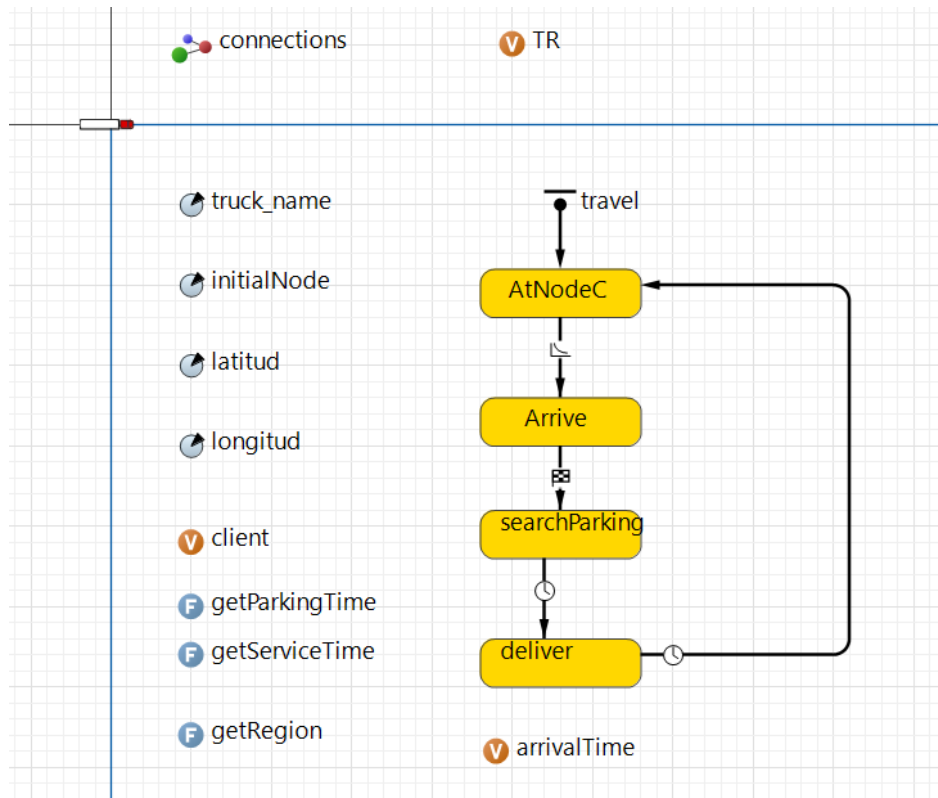 connections
TR
truck_name
travel
initialNode
AtNodeC
latitud
Arrive
longitud
searchParking
V client
F getParkingTime
F getServiceTime
deliver
F getRegion
V arrivalTime